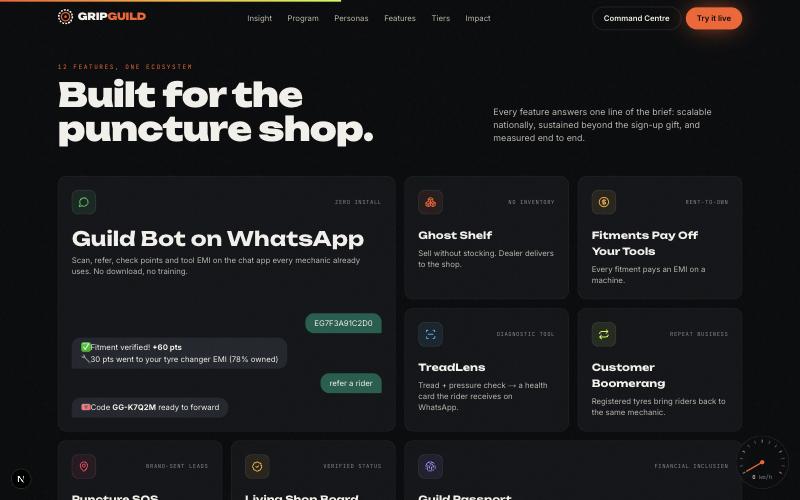 GRIPGUILD
Insight
Program
Personas
Features
Tiers
Impact
Command Centre
Try it live
12 FEATURES, ONE ECOSYSTEM
Built for the
puncture shop.
Every feature answers one line of the brief: scalable
nationally, sustained beyond the sign-up gift, and
measured end to end.
ZERO INSTALL
Guild Bot on WhatsApp
Scan, refer, check points and tool EMI on the chat app every mechanic already
uses. No download, no training.
EG7F3A91C2D0
✅Fitment verified! +60 pts
🔧30 pts went to your tyre changer EMI (78% owned)
refer a rider
🎟️Code GG-K7Q2M ready to forward
NO INVENTORY
Ghost Shelf
Sell without stocking. Dealer delivers
to the shop.
RENT-TO-OWN
Fitments Pay Off
Your Tools
Every fitment pays an EMI on a
machine.
DIAGNOSTIC TOOL
TreadLens
Tread + pressure check → a health
card the rider receives on
WhatsApp.
REPEAT BUSINESS
Customer
Boomerang
Registered tyres bring riders back to
the same mechanic.
BRAND-SENT LEADS
Puncture SOS
VERIFIED STATUS
Living Shop Board
FINANCIAL INCLUSION
Guild Passport
N
0 km/h